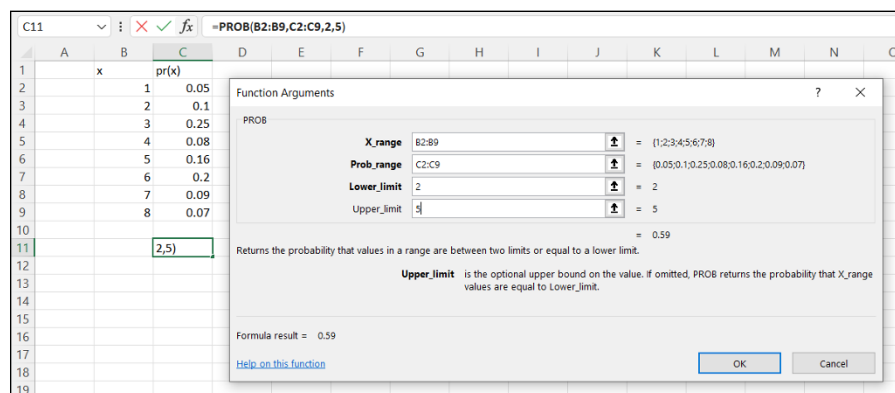 C11 fx =PROB(B2:B9,C2:C9,2,5)
A B C D E F G H I J K L M N
1 x pr(x)
2 1 0.05
3 2 0.1
4 3 0.25
5 4 0.08
6 5 0.16
7 6 0.2
8 7 0.09
9 8 0.07
10
11 2,5)
12
13
14
15
16
17
18
19
Function Arguments ? ×
PROB
X_range B2:B9 = {1;2;3;4;5;6;7;8}
Prob_range C2:C9 = {0.05;0.1;0.25;0.08;0.16;0.2;0.09;0.07}
Lower_limit 2 = 2
Upper_limit 5 = 5
= 0.59
Returns the probability that values in a range are between two limits or equal to a lower limit.
Upper_limit is the optional upper bound on the value. If omitted, PROB returns the probability that X_range
values are equal to Lower_limit.
Formula result = 0.59
Help on this function OK Cancel